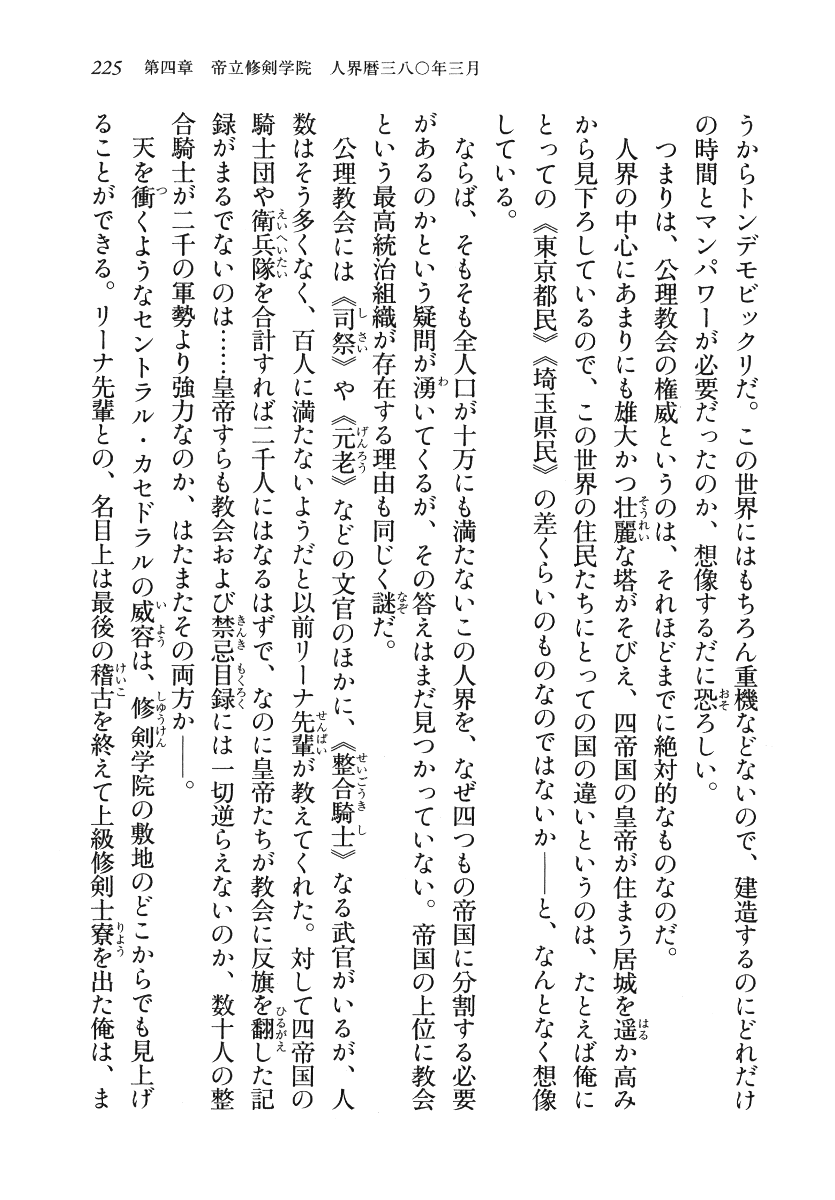 225　第四章　帝立修剣学院　人界暦三八〇年三月
うからトンデモビックリだ。この世界にはもちろん重機などないので、建造するのにどれだけ
の時間とマンパワーが必要だったのか、想像するだに恐ろしい。
つまりは、公理教会の権威というのは、それほどまでに絶対的なものなのだ。
人界の中心にあまりにも雄大かつ壮麗な塔がそびえ、四帝国の皇帝が住まう居城を遥か高み
から見下ろしているので、この世界の住民たちにとっての国の違いというのは、たとえば俺に
とっての《東京都民》《埼玉県民》の差くらいのものなのではないか――と、なんとなく想像
している。
ならば、そもそも全人口が十万にも満たないこの人界を、なぜ四つもの帝国に分割する必要
があるのかという疑問が湧いてくるが、その答えはまだ見つかっていない。帝国の上位に教会
という最高統治組織が存在する理由も同じく謎だ。
公理教会には《司祭》や《元老》などの文官のほかに、《整合騎士》なる武官がいるが、人
数はそう多くなく、百人に満たないようだと以前リーナ先輩が教えてくれた。対して四帝国の
騎士団や衛兵隊を合計すれば二千人にはなるはずで、なのに皇帝たちが教会に反旗を翻した記
録がまるでないのは……皇帝すらも教会および禁忌目録には一切逆らえないのか、数十人の整
合騎士が二千の軍勢より強力なのか、はたまたその両方か――。
天を衝くようなセントラル・カセドラルの威容は、修剣学院の敷地のどこからでも見上げ
ることができる。リーナ先輩との、名目上は最後の稽古を終えて上級修剣士寮を出た俺は、ま